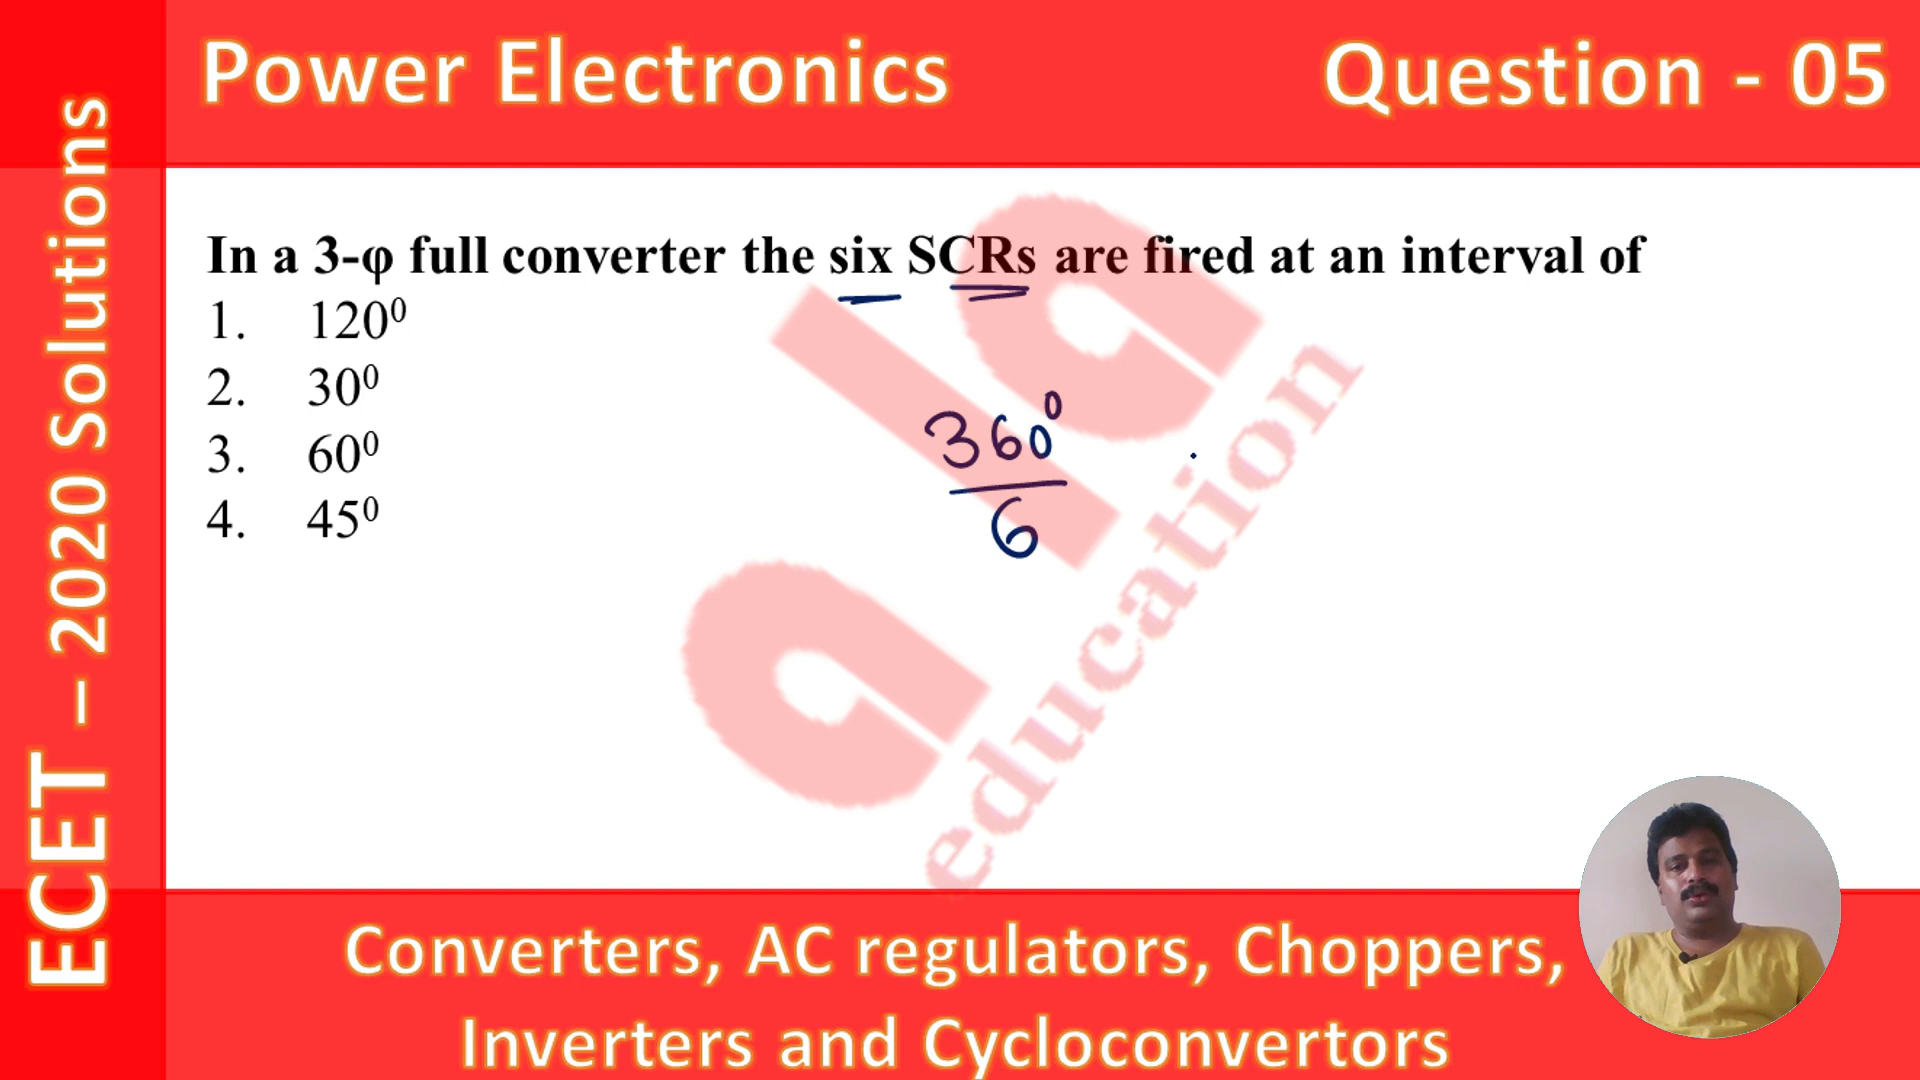 Power Electronics
Question - 05
ECET – 2020 Solutions
In a 3-φ full converter the six SCRs are fired at an interval of
1. 120⁰
2. 30⁰
3. 60⁰
4. 45⁰
360⁰
6
education
Converters, AC regulators, Choppers,
Inverters and Cycloconvertors